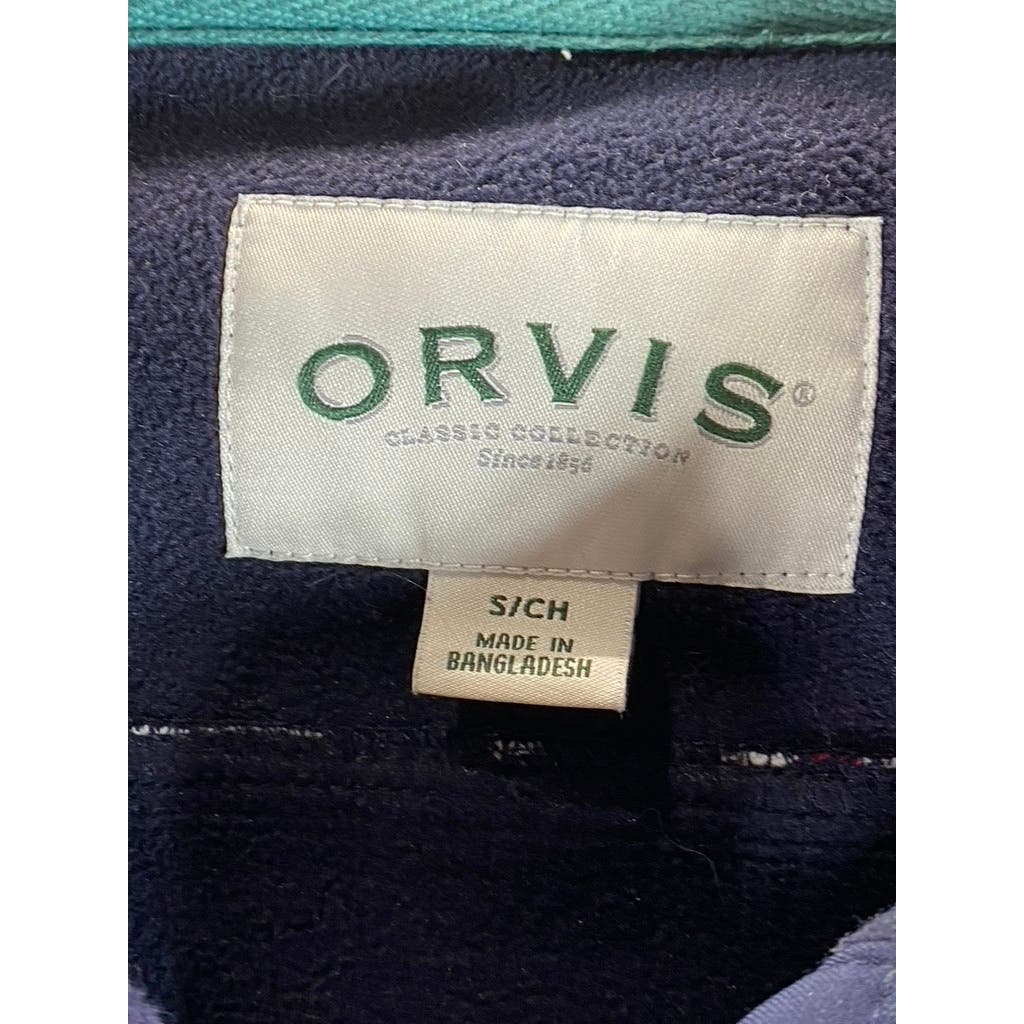 ORVIS®
CLASSIC COLLECTION
Since 1856
S/CH
MADE IN
BANGLADESH